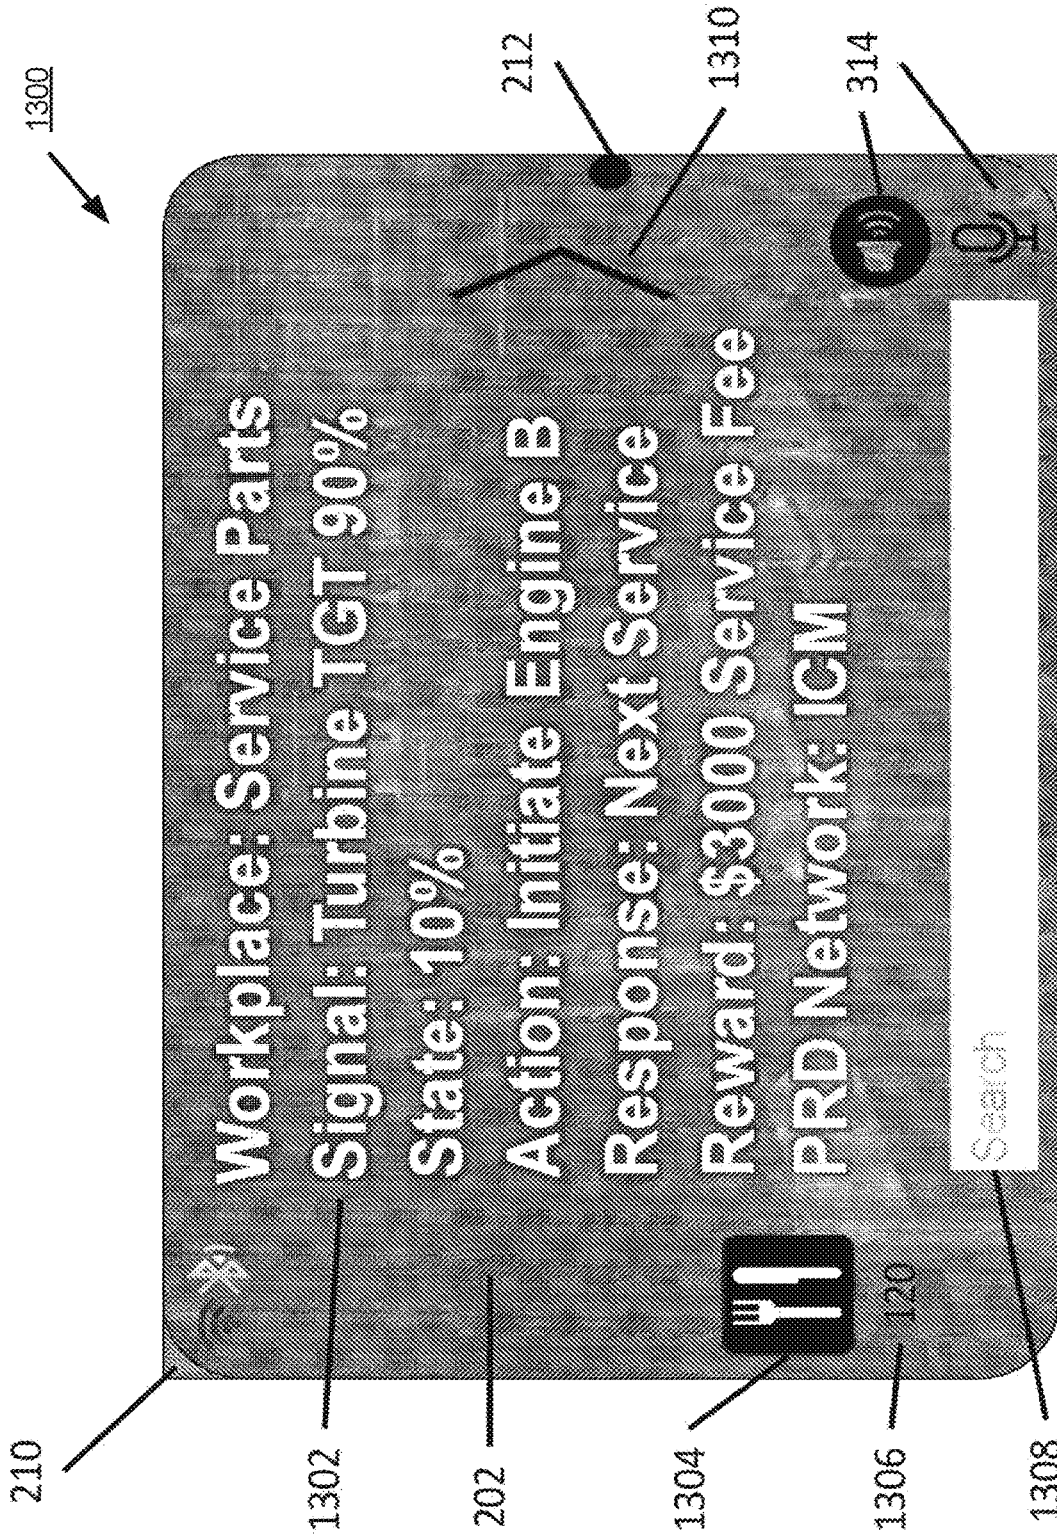 1300
212
1310
314
Workplace: Service Parts
Signal: Turbine TGT 90%
State: 10%
Action: Initiate Engine B
Response: Next Service
Reward: $3000 Service Fee
PRD Network: ICM
120
Search
210
1302
202
1304
1306
1308